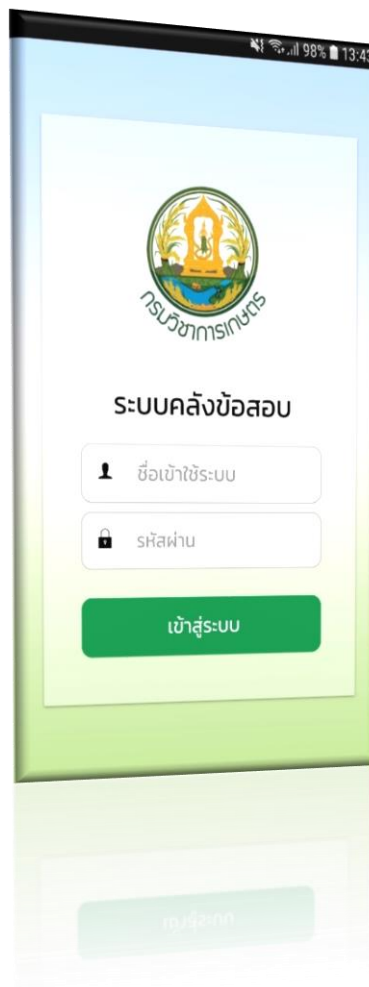 98% 13:43
กรมวิชาการเกษตร
ระบบคลังข้อสอบ
ชื่อเข้าใช้ระบบ
รหัสผ่าน
เข้าสู่ระบบ